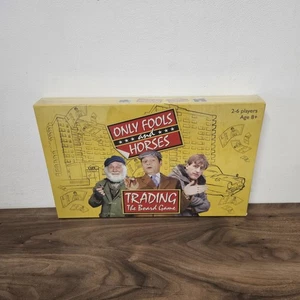 ONLY FOOLS
and
HORSES
2-6 players
Age 8+
TRADING
The Board Game